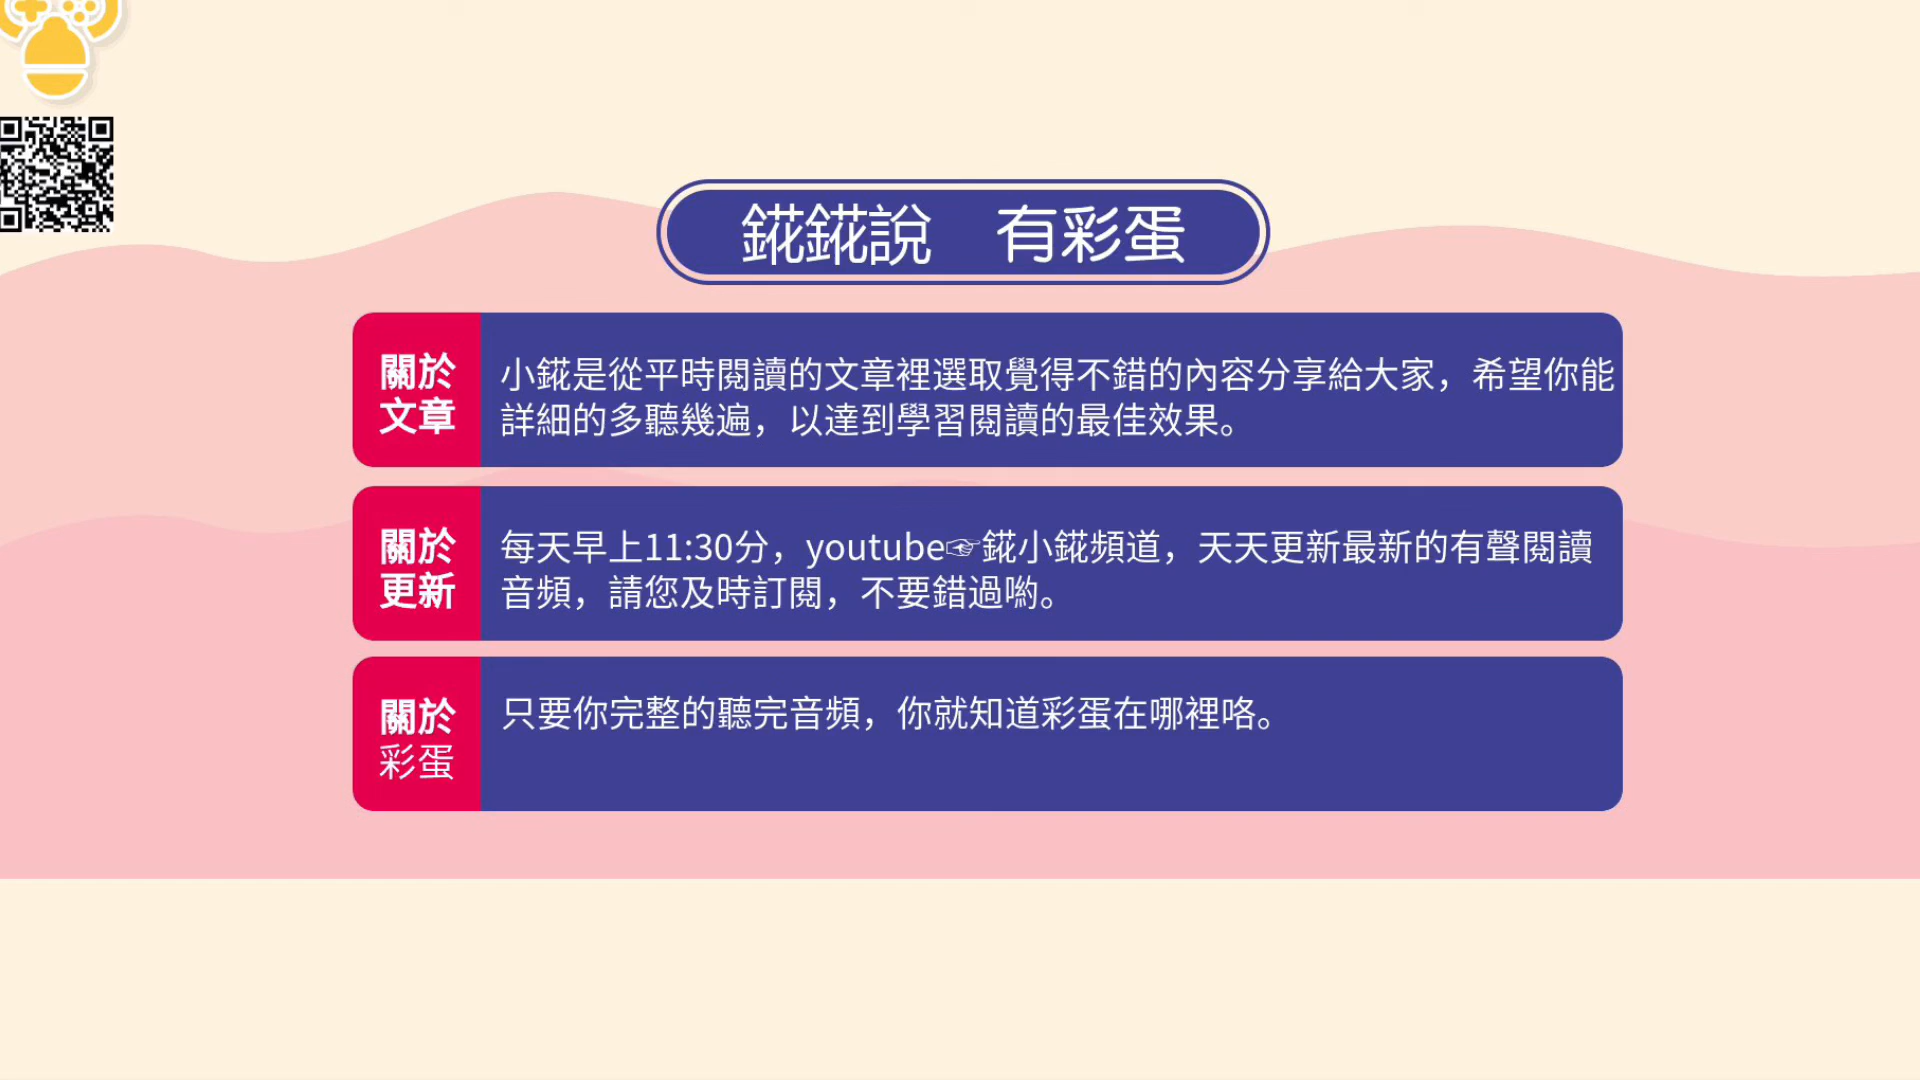 錵錵說　有彩蛋
關於
文章
小錵是從平時閱讀的文章裡選取覺得不錯的內容分享給大家，希望你能
詳細的多聽幾遍，以達到學習閱讀的最佳效果。
關於
更新
每天早上11:30分，youtube☞錵小錵頻道，天天更新最新的有聲閱讀
音頻，請您及時訂閱，不要錯過喲。
關於
彩蛋
只要你完整的聽完音頻，你就知道彩蛋在哪裡咯。